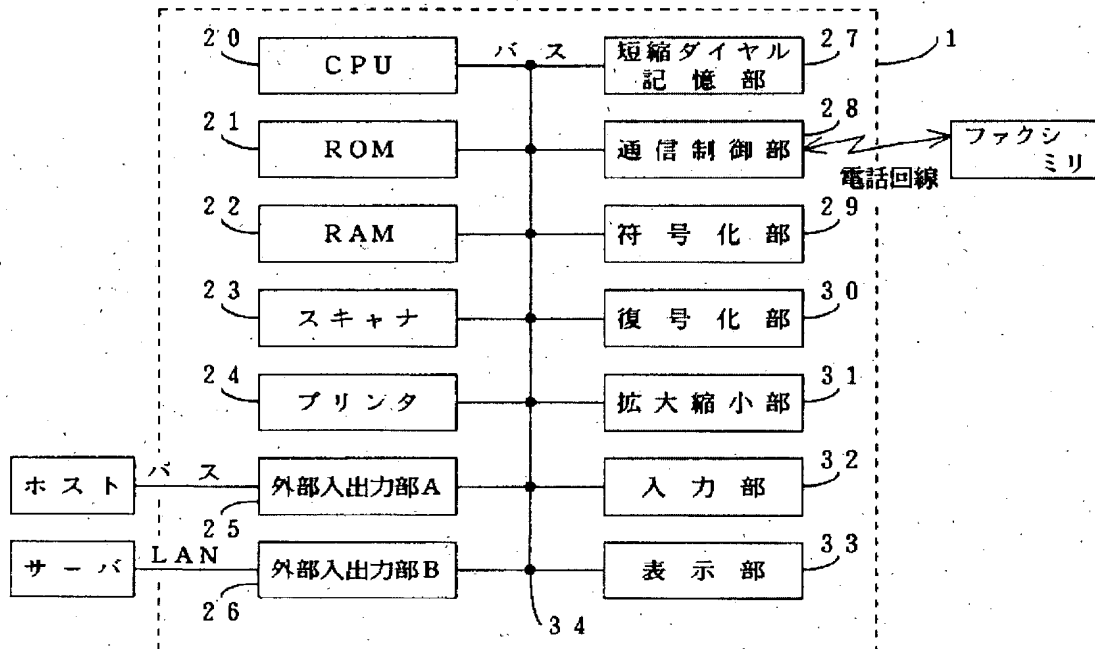 20
CPU
バス
短縮ダイヤル
記憶部
27
1
21
ROM
通信制御部
28
電話回線
ファクシ
ミリ
22
RAM
符号化部
29
23
スキャナ
復号化部
30
24
プリンタ
拡大縮小部
31
ホスト
バス
外部入出力部A
25
入力部
32
サーバ
LAN
外部入出力部B
26
表示部
33
34